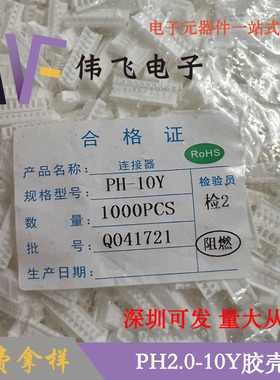 电子元器件一站式
伟飞电子
合格证
RoHS
产品名称: 连接器
规格型号: PH-10Y
检验员
数量: 1000PCS
检2
批号: Q041721
阻燃
生产日期:
深圳可发 量大从
费拿样
PH2.0-10Y胶壳